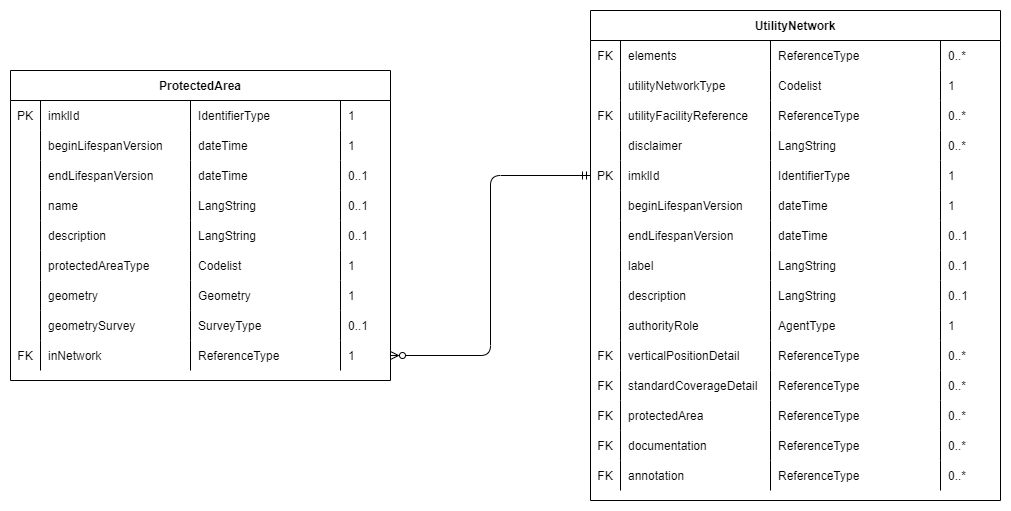 ProtectedArea
PK imklId IdentifierType 1
beginLifespanVersion dateTime 1
endLifespanVersion dateTime 0..1
name LangString 0..1
description LangString 0..1
protectedAreaType Codelist 1
geometry Geometry 1
geometrySurvey SurveyType 0..1
FK inNetwork ReferenceType 1
UtilityNetwork
FK elements ReferenceType 0..*
utilityNetworkType Codelist 1
FK utilityFacilityReference ReferenceType 0..*
disclaimer LangString 0..*
PK imklId IdentifierType 1
beginLifespanVersion dateTime 1
endLifespanVersion dateTime 0..1
label LangString 0..1
description LangString 0..1
authorityRole AgentType 1
FK verticalPositionDetail ReferenceType 0..*
FK standardCoverageDetail ReferenceType 0..*
FK protectedArea ReferenceType 0..*
FK documentation ReferenceType 0..*
FK annotation ReferenceType 0..*